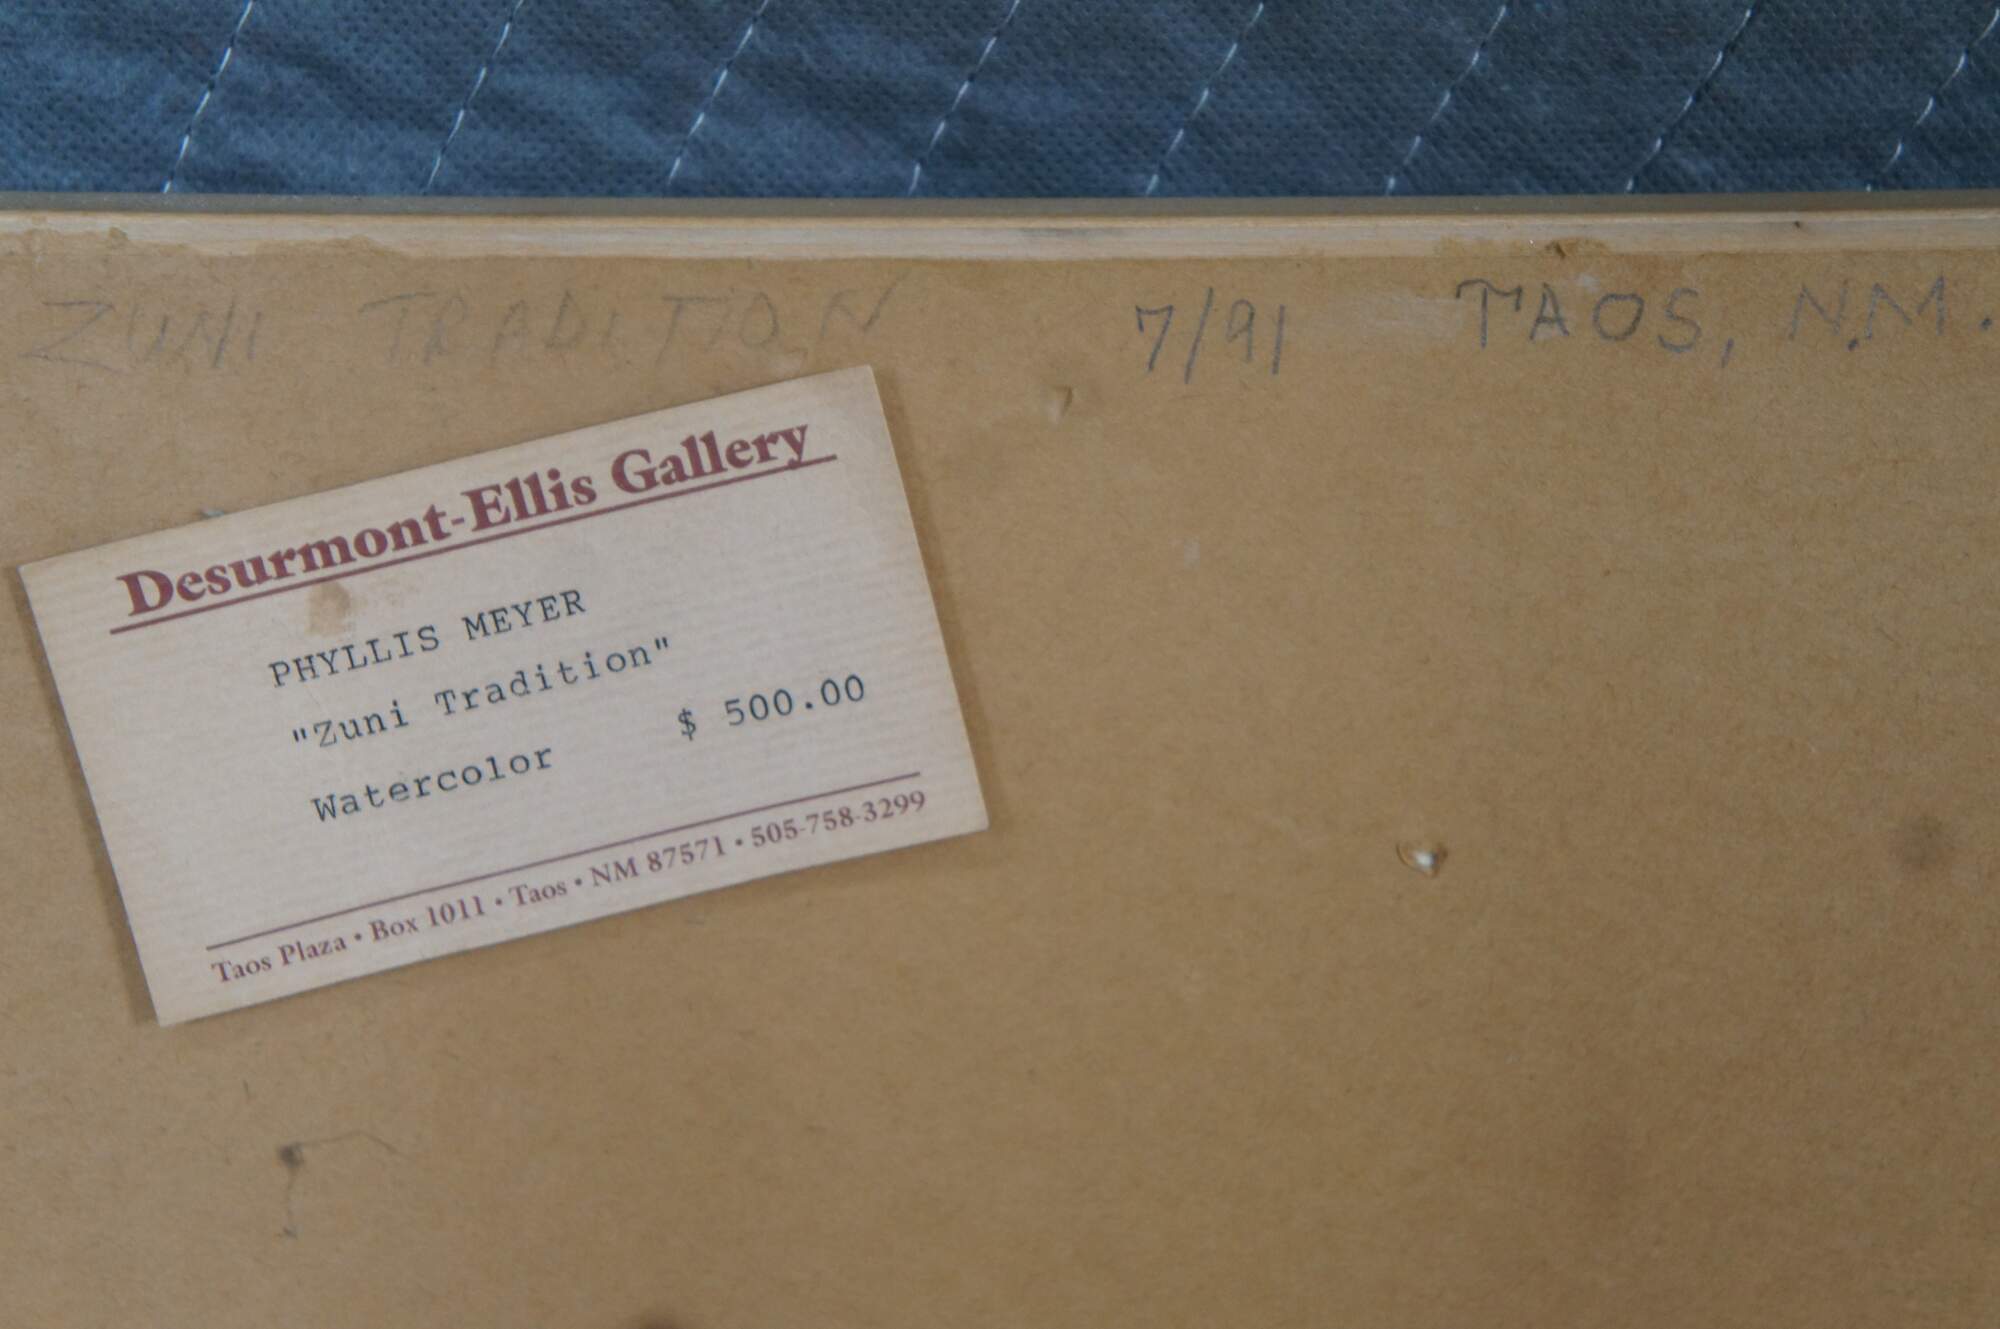 ZUNI TRADITION 7/91 TAOS, N.M.
Desurmont-Ellis Gallery
PHYLLIS MEYER
"Zuni Tradition"
Watercolor $ 500.00
Taos Plaza • Box 1011 • Taos • NM 87571 • 505-758-3299